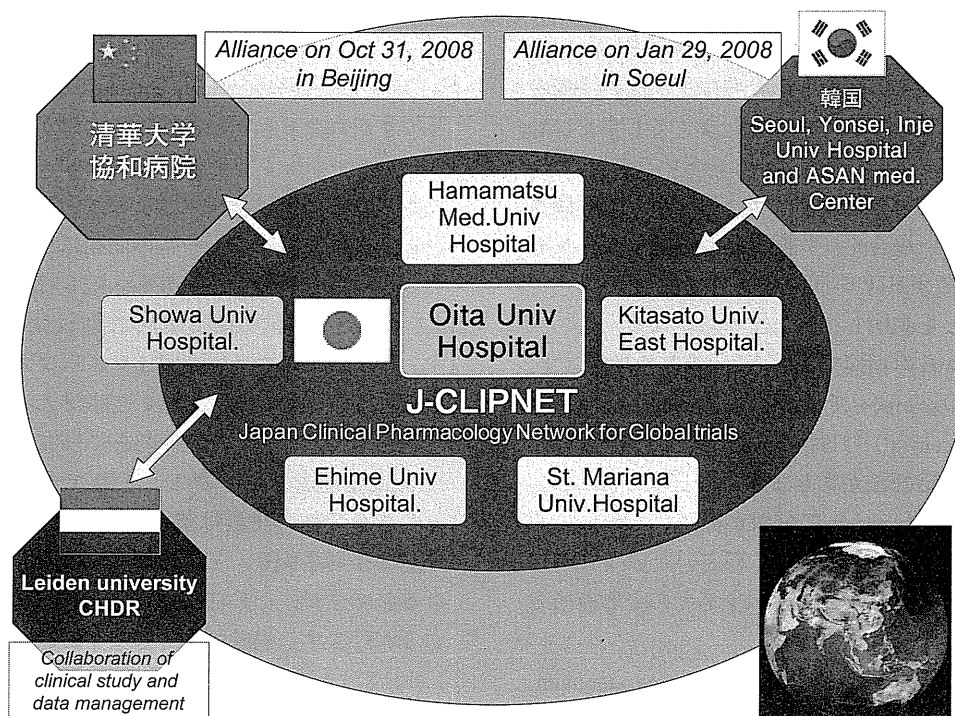 Alliance on Oct 31, 2008
in Beijing
Alliance on Jan 29, 2008
in Soeul
清華大学
協和病院
韓国
Seoul, Yonsei, Inje
Univ Hospital
and ASAN med.
Center
Hamamatsu
Med.Univ
Hospital
Showa Univ
Hospital.
Oita Univ
Hospital
Kitasato Univ.
East Hospital.
J-CLIPNET
Japan Clinical Pharmacology Network for Global trials
Ehime Univ
Hospital.
St. Mariana
Univ.Hospital
Leiden university
CHDR
Collaboration of
clinical study and
data management